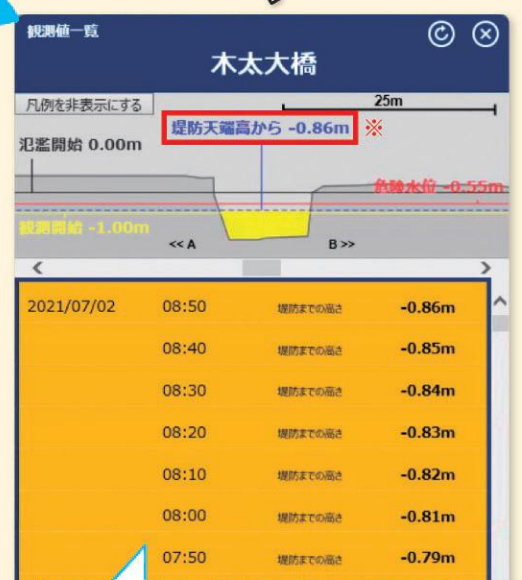 観測値一覧
木太大橋
凡例を非表示にする
25m
堤防天端高から -0.86m ※
氾濫開始 0.00m
危険水位 -0.55m
観測開始 -1.00m
<< A
B >>
2021/07/02 08:50 堤防までの高さ -0.86m
08:40 堤防までの高さ -0.85m
08:30 堤防までの高さ -0.84m
08:20 堤防までの高さ -0.83m
08:10 堤防までの高さ -0.82m
08:00 堤防までの高さ -0.81m
07:50 堤防までの高さ -0.79m